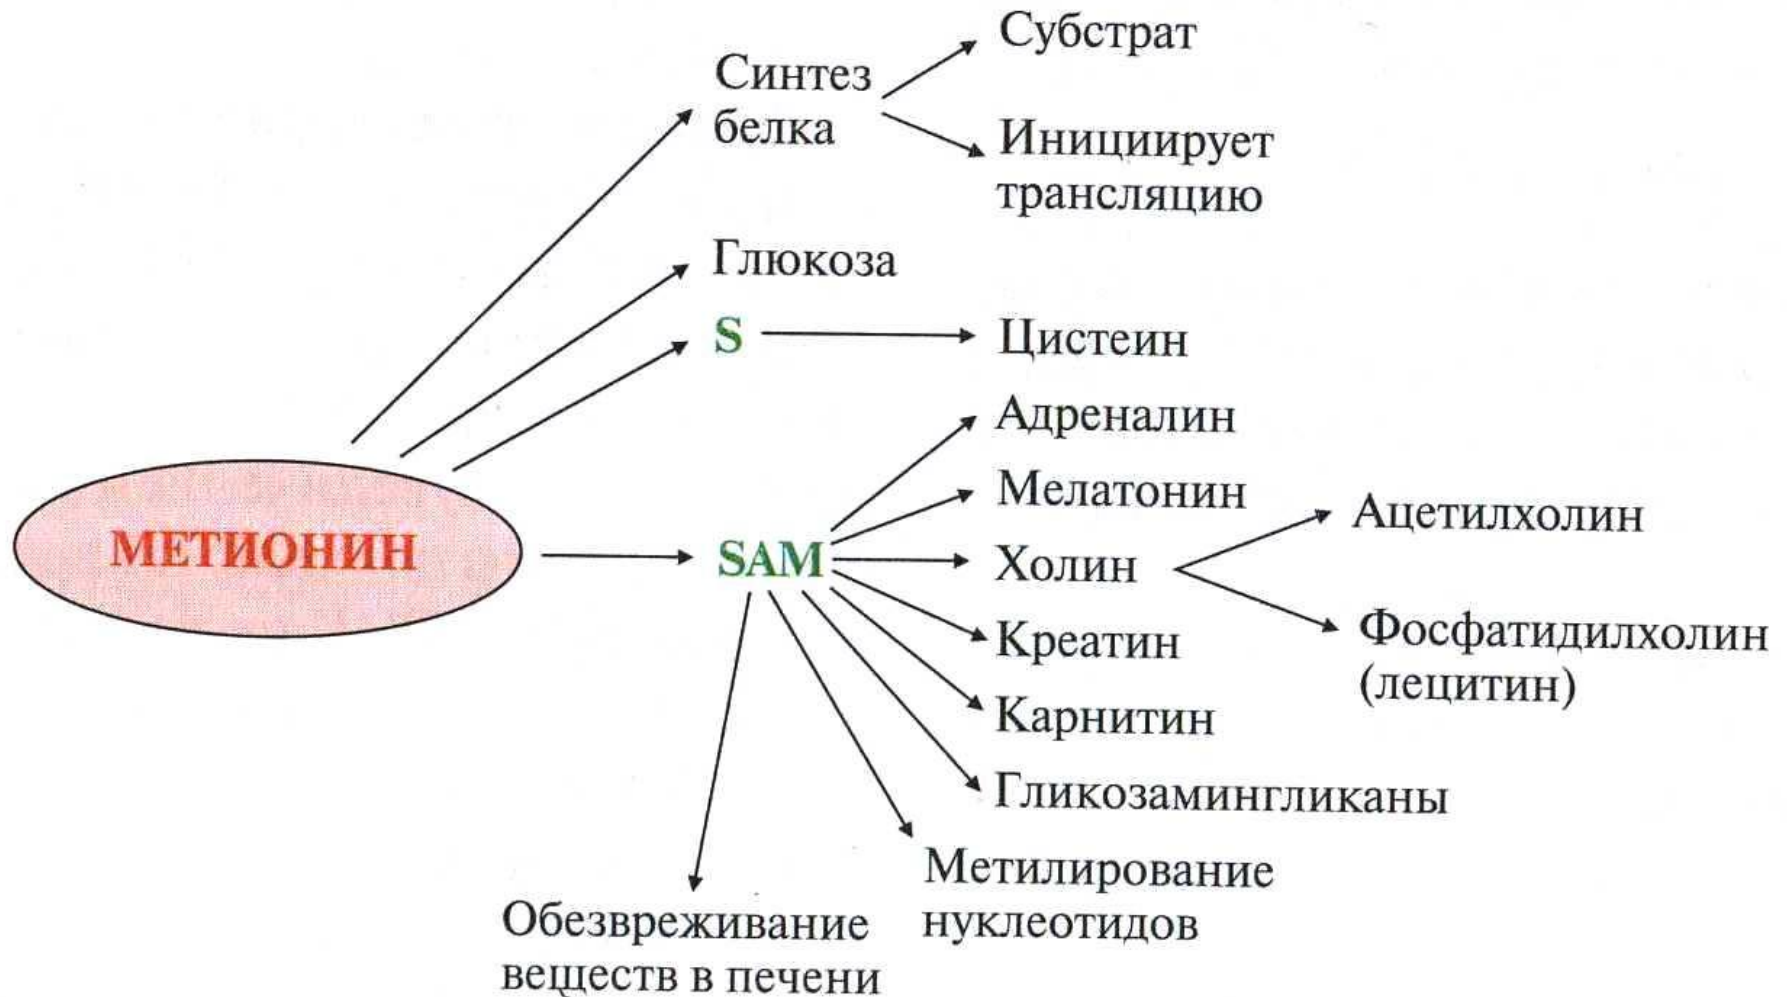 Субстрат
Синтез
белка
Инициирует
трансляцию
Глюкоза
S
Цистеин
Адреналин
Мелатонин
Ацетилхолин
МЕТИОНИН
SAM
Холин
Креатин
Фосфатидилхолин
(лецитин)
Карнитин
Гликозамингликаны
Метилирование
нуклеотидов
Обезвреживание
веществ в печени